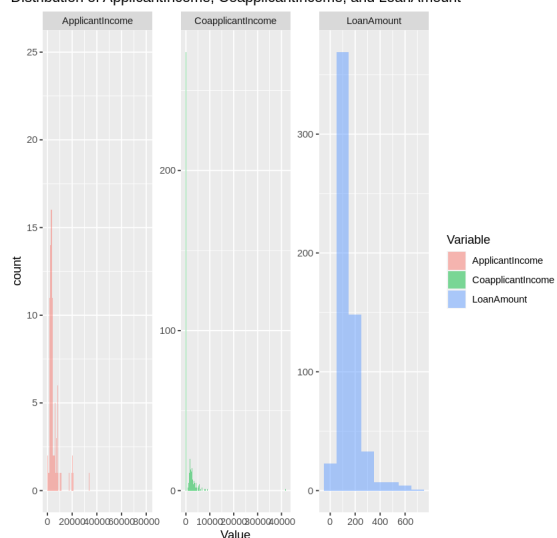 Distribution of ApplicantIncome, CoapplicantIncome, and LoanAmount
ApplicantIncome
CoapplicantIncome
LoanAmount
count
25
20
15
10
5
0
200
100
0
300
200
100
0
0 20000 40000 60000 80000
0 10000 20000 30000 40000
0 200 400 600
Value
Variable
ApplicantIncome
CoapplicantIncome
LoanAmount